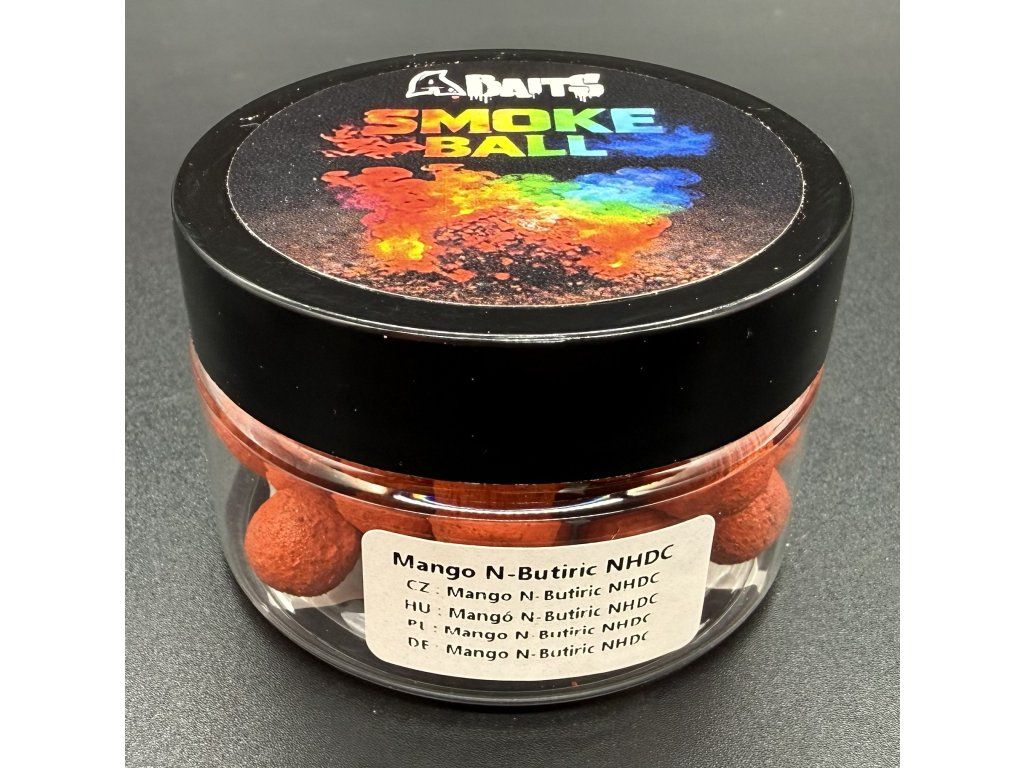 A. BAITS
SMOKE
BALL
Mango N-Butiric NHDC
CZ : Mango N-Butiric NHDC
HU : Mangó N-Butiric NHDC
PL : Mango N-Butiric NHDC
DE : Mango N-Butiric NHDC